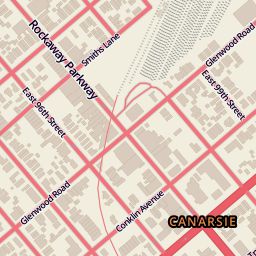 Rockaway Parkway
Smiths Lane
Glenwood Road
East 99th Street
East 96th Street
Glenwood Road
Conklin Avenue
CANARSIE